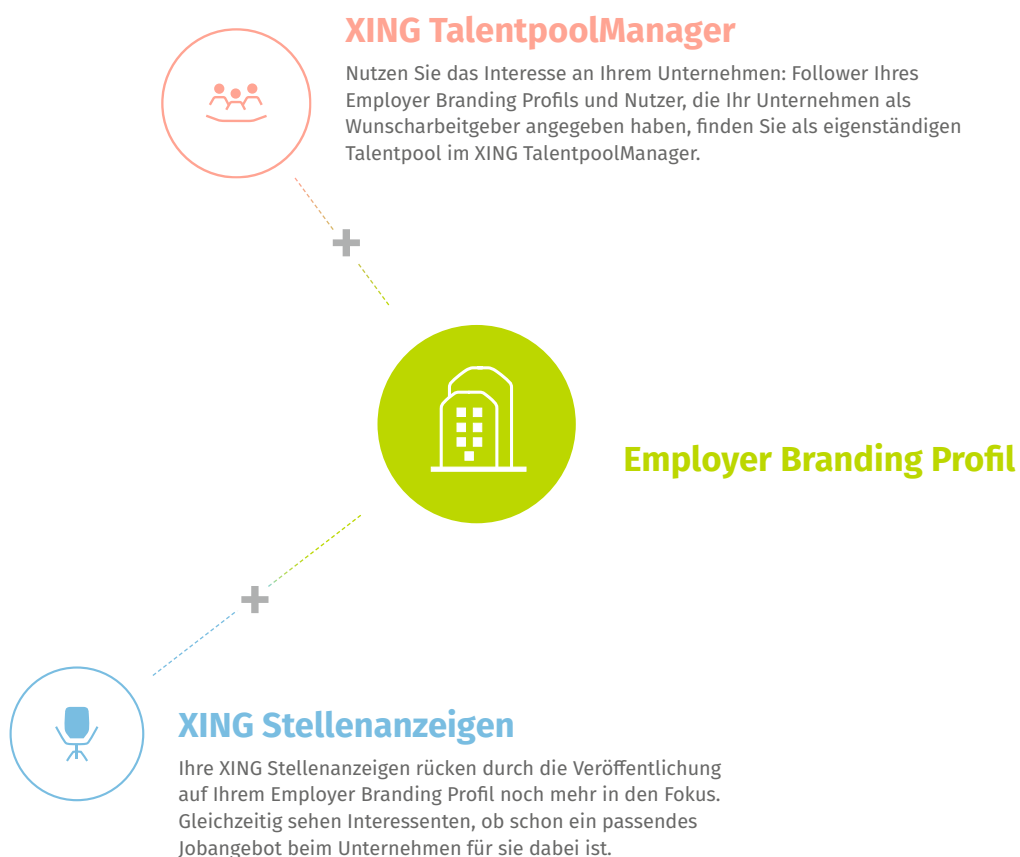 XING TalentpoolManager
Nutzen Sie das Interesse an Ihrem Unternehmen: Follower Ihres
Employer Branding Profils und Nutzer, die Ihr Unternehmen als
Wunscharbeitgeber angegeben haben, finden Sie als eigenständigen
Talentpool im XING TalentpoolManager.
Employer Branding Profil
XING Stellenanzeigen
Ihre XING Stellenanzeigen rücken durch die Veröffentlichung
auf Ihrem Employer Branding Profil noch mehr in den Fokus.
Gleichzeitig sehen Interessenten, ob schon ein passendes
Jobangebot beim Unternehmen für sie dabei ist.